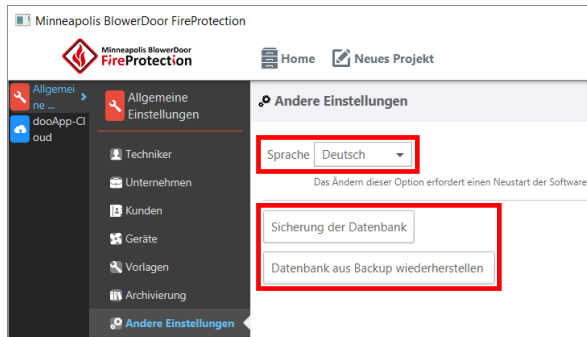 Minneapolis BlowerDoor FireProtection
Minneapolis BlowerDoor
FireProtection
Home
Neues Projekt
Allgemei
ne ...
dooApp-Cl
oud
Allgemeine
Einstellungen
Techniker
Unternehmen
Kunden
Geräte
Vorlagen
Archivierung
Andere Einstellungen
Andere Einstellungen
Sprache Deutsch
Das Ändern dieser Option erfordert einen Neustart der Software
Sicherung der Datenbank
Datenbank aus Backup wiederherstellen